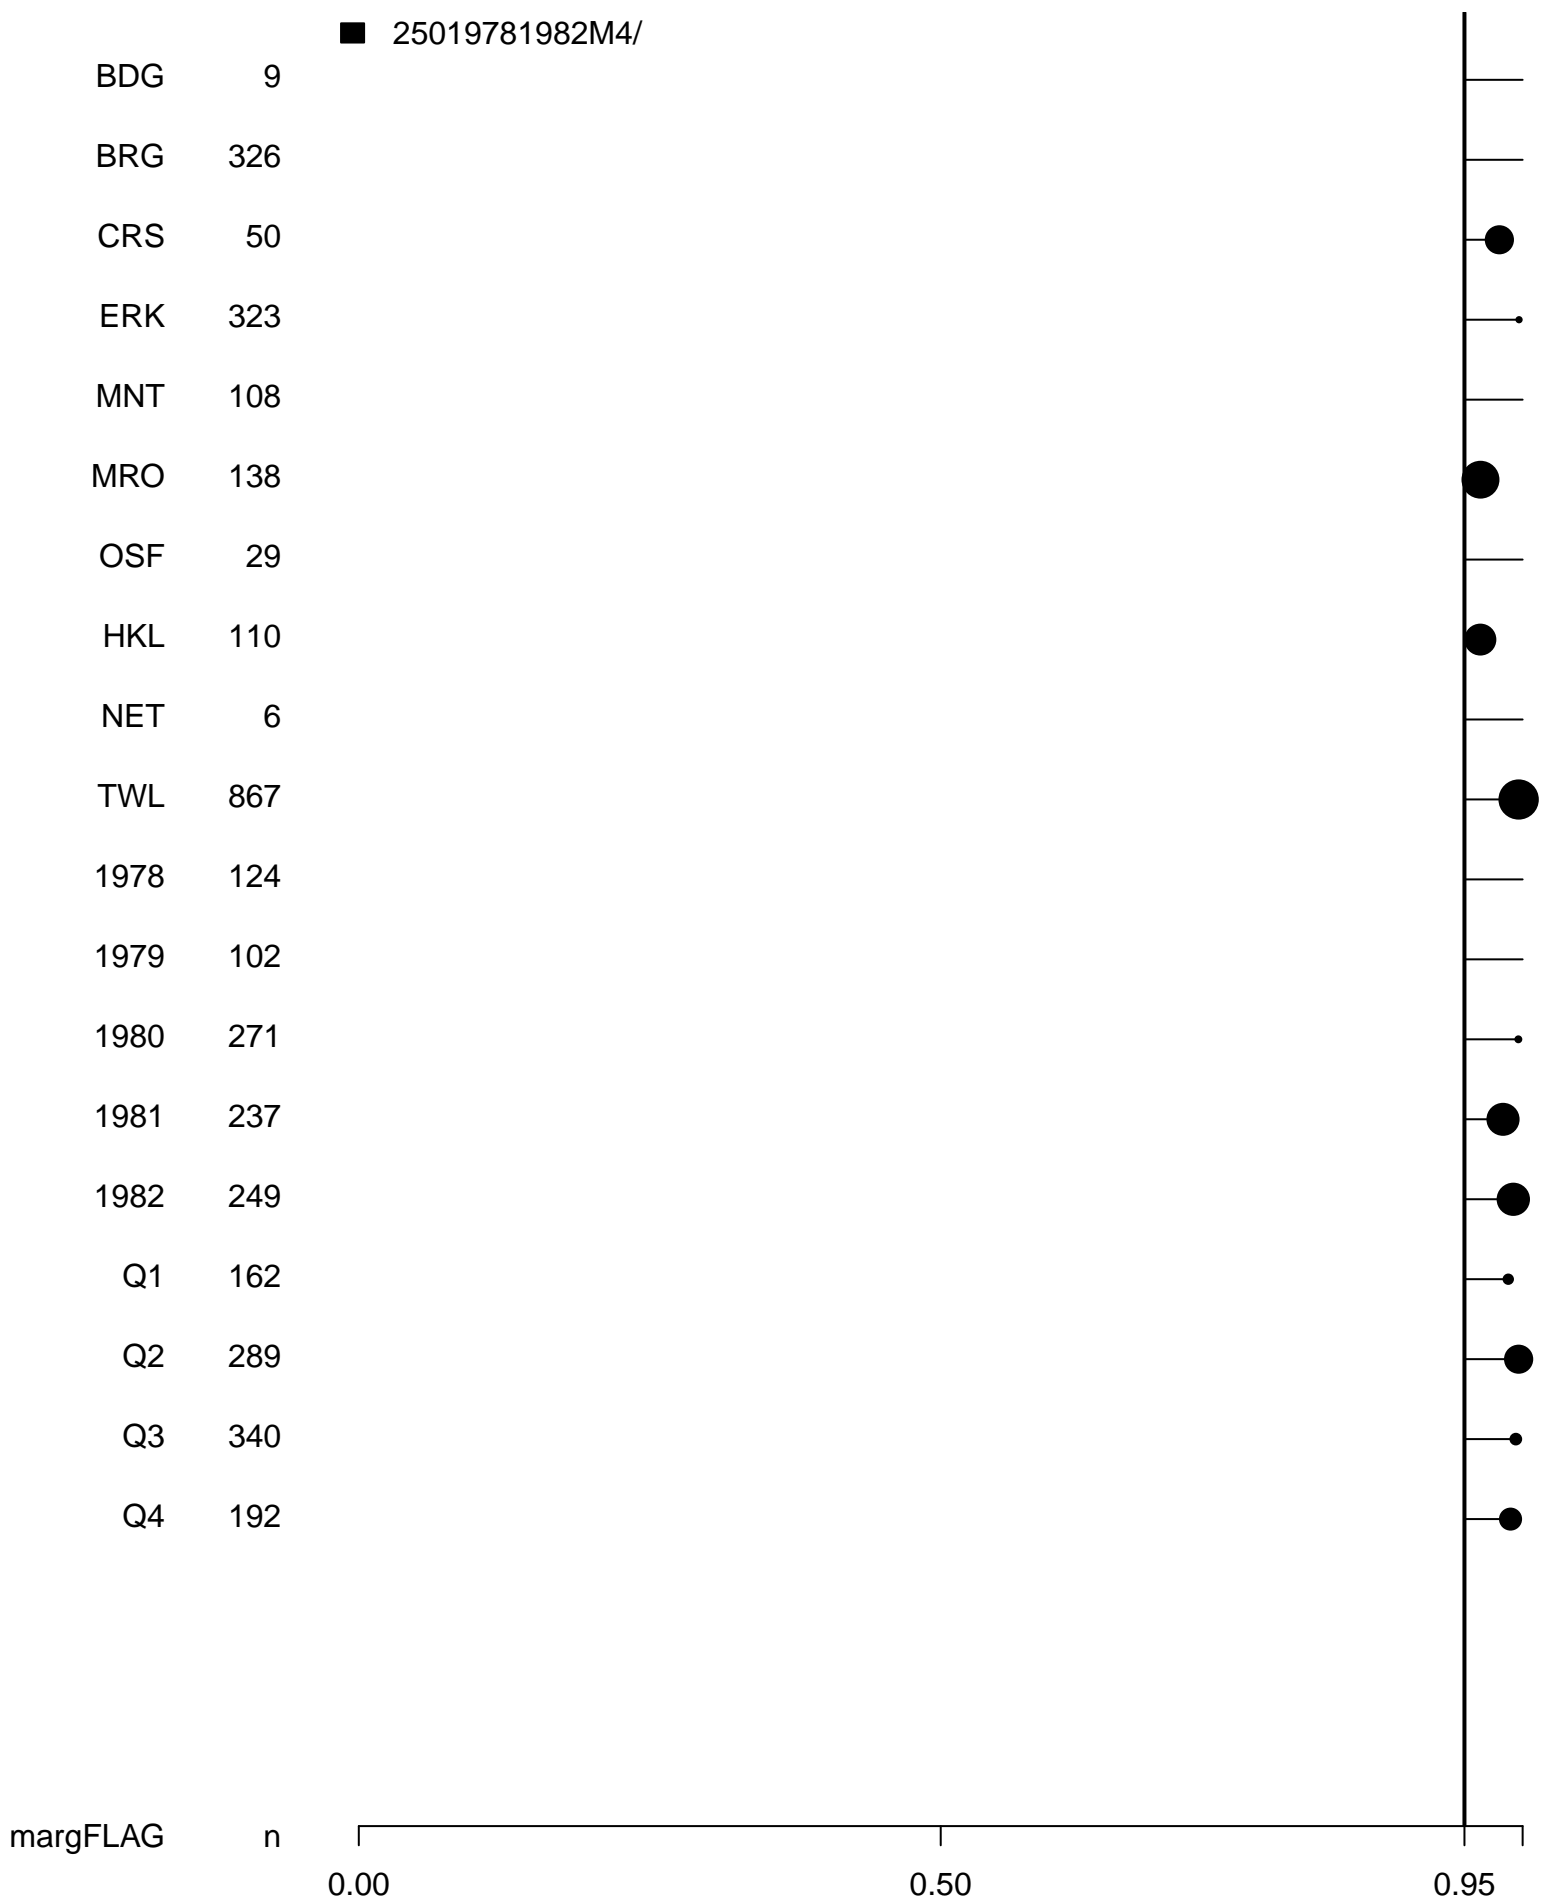 25019781982M4/
BDG 9
BRG 326
CRS 50
ERK 323
MNT 108
MRO 138
OSF 29
HKL 110
NET 6
TWL 867
1978 124
1979 102
1980 271
1981 237
1982 249
Q1 162
Q2 289
Q3 340
Q4 192
margFLAG n
0.00 0.50 0.95